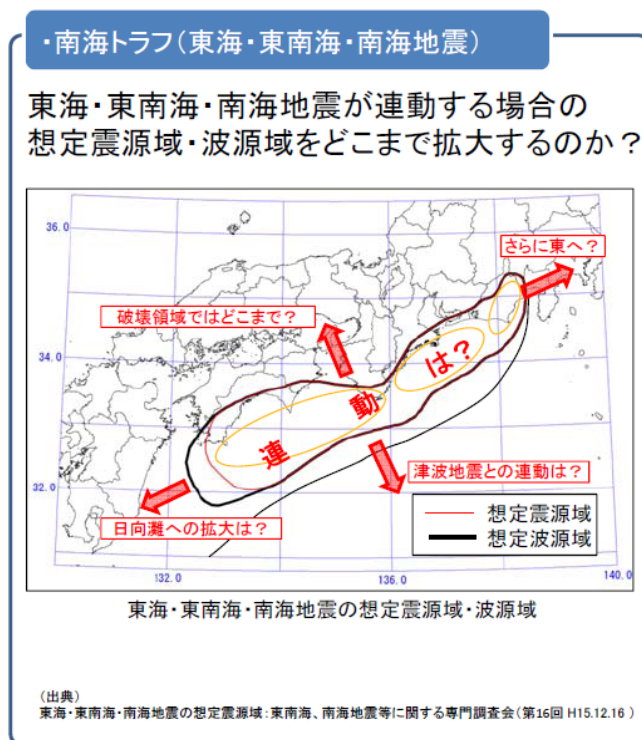 ・南海トラフ(東海・東南海・南海地震)
東海・東南海・南海地震が連動する場合の
想定震源域・波源域をどこまで拡大するのか?
36.0
さらに東へ?
破壊領域ではどこまで?
34.0
は?
動
連
津波地震との連動は?
32.0
想定震源域
日向灘への拡大は?
想定波源域
132.0
136.0
140.0
東海・東南海・南海地震の想定震源域・波源域
(出典)
東海・東南海・南海地震の想定震源域:東南海、南海地震等に関する専門調査会(第16回 H15.12.16 )